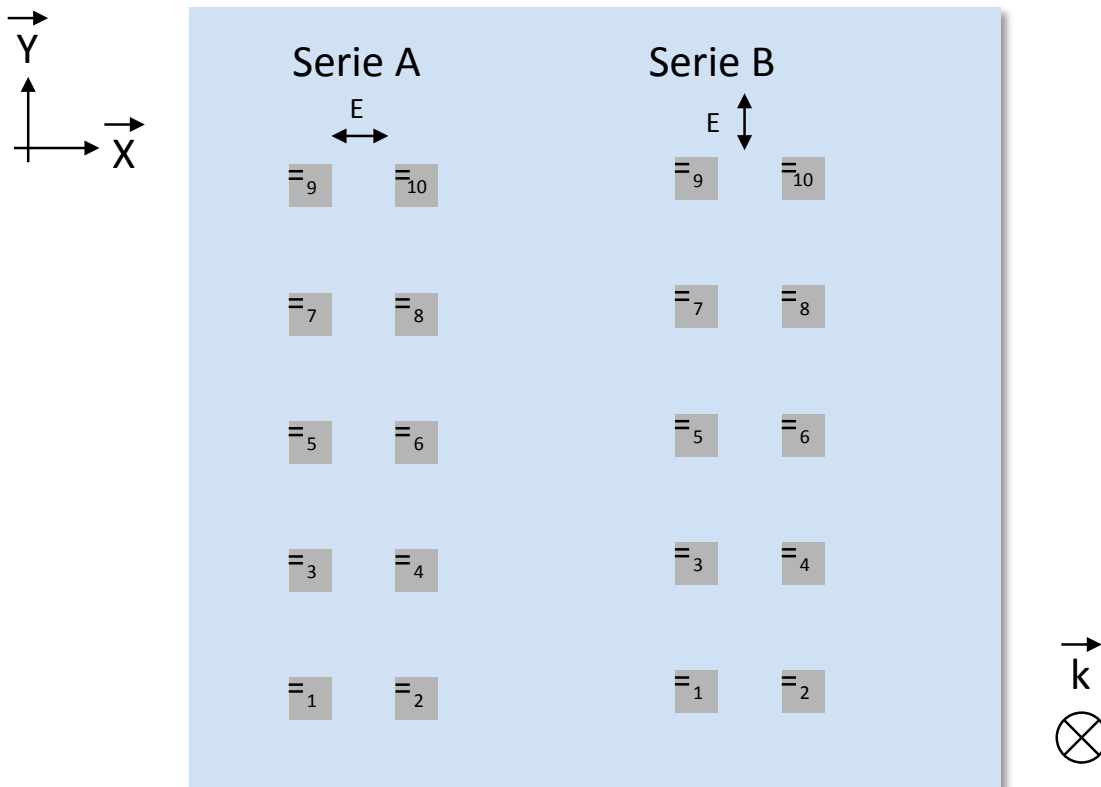 Y
X
Serie A Serie B
E E
= 9 = 10 = 9 = 10
= 7 = 8 = 7 = 8
= 5 = 6 = 5 = 6
= 3 = 4 = 3 = 4
= 1 = 2 = 1 = 2
k